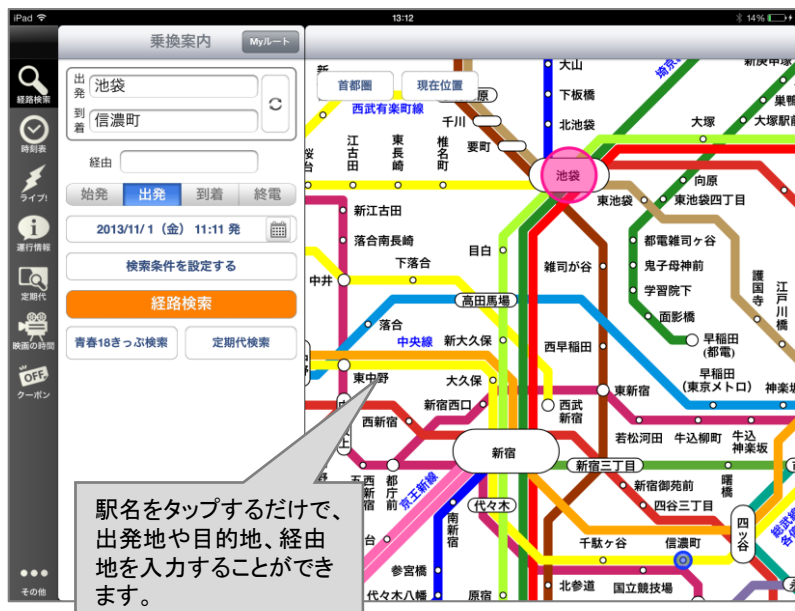 iPad
13:12
14%
乗換案内
Myルート
経路検索
時刻表
ライブ!
運行情報
定期代
映画の時間
OFF
クーポン
その他
出発
池袋
到着
信濃町
経由
始発
出発
到着
終電
2013/11/ 1（金） 11:11 発
検索条件を設定する
経路検索
青春18きっぷ検索
定期代検索
首都圏
現在位置
駅名をタップするだけで、
出発地や目的地、経由
地を入力することができ
ます。
新
原
大山
新庚申塚
西武有楽町線
千川
下板橋
巣鴨
大塚
大塚駅前
北池袋
江古田
東長崎
椎名町
要町
桜台
池袋
向原
東池袋
東池袋四丁目
新江古田
落合南長崎
目白
都電雑司ヶ谷
鬼子母神前
雑司が谷
学習院下
護国寺
江戸川橋
下落合
中井
高田馬場
面影橋
落合
中央線
新大久保
西早稲田
早稲田
(都電)
東中野
大久保
早稲田
(東京メトロ)
神楽坂
新宿西口
西武
新宿
東新宿
西新宿
若松河田
牛込柳町
牛込
神楽坂
新宿
新宿三丁目
曙橋
西新宿
都庁前
京王新線
新宿御苑前
四谷三丁目
代々木
南新宿
四ツ谷
総武線
各停
千駄ヶ谷
信濃町
参宮橋
北参道
国立競技場
代々木八幡
原宿